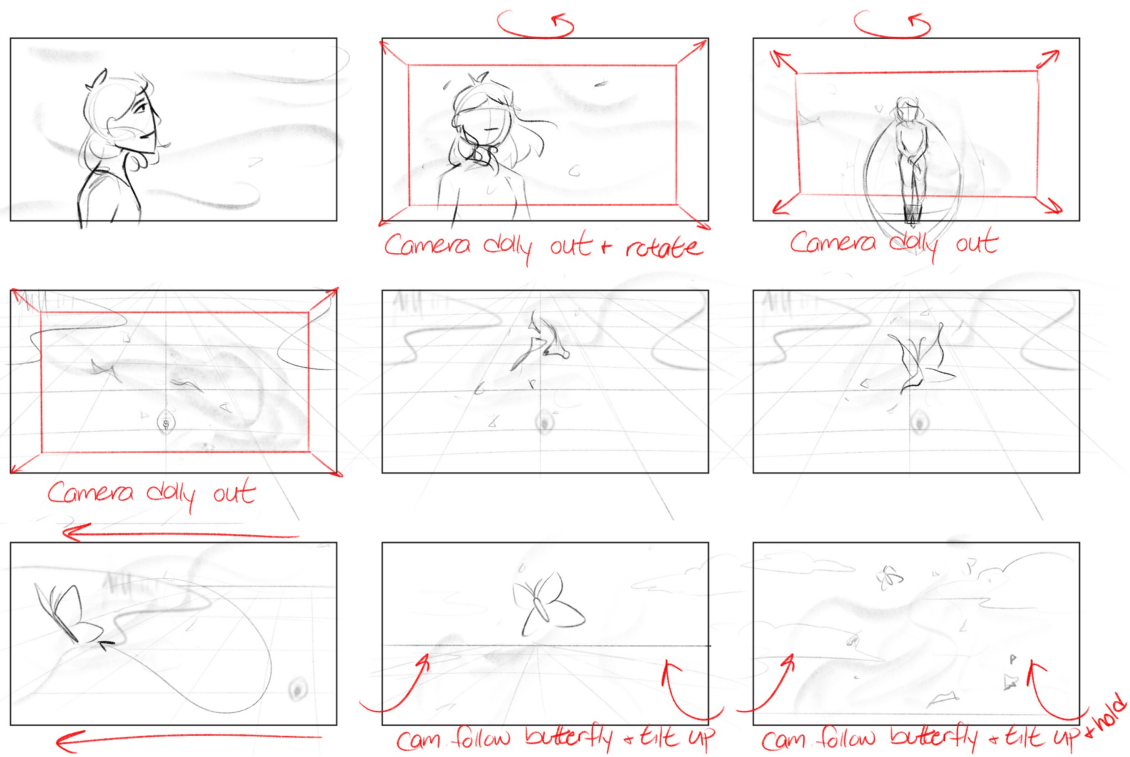 Camera dolly out + rotate
Camera dolly out
Camera dolly out
cam follow butterfly + tilt up
cam follow butterfly + tilt up + hold